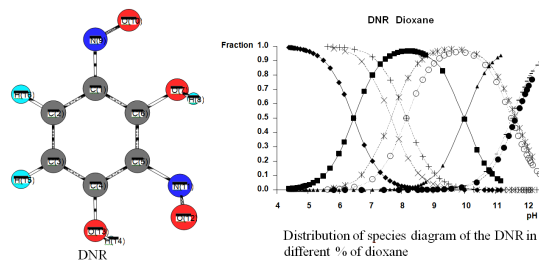 DNR Dioxane
Fraction
1.0
0.9
0.8
0.7
0.6
0.5
0.4
0.3
0.2
0.1
0.0
4 5 6 7 8 9 10 11 12
pH
H(14)
DNR
Distribution of species diagram of the DNR in
different % of dioxane